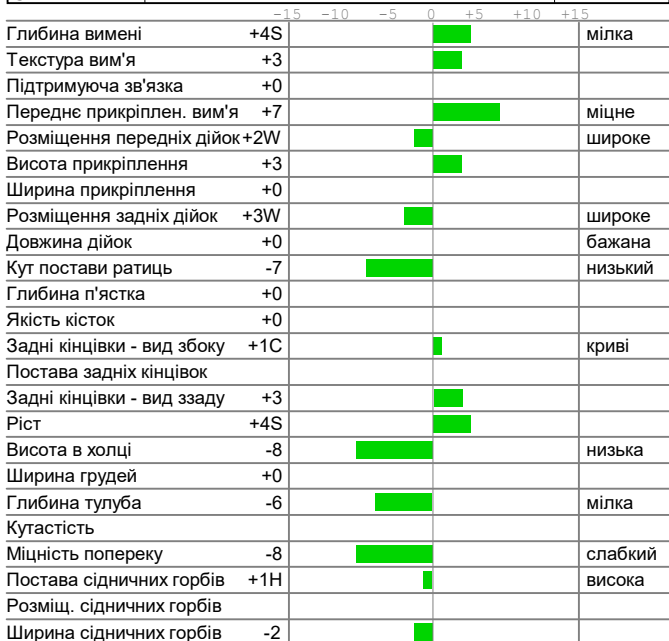 -15 -10 -5 0 +5 +10 +15
Глибина вимені +4S мілка
Текстура вим'я +3
Підтримуюча зв'язка +0
Переднє прикріплен. вим'я +7 міцне
Розміщення передніх дійок +2W широке
Висота прикріплення +3
Ширина прикріплення +0
Розміщення задніх дійок +3W широке
Довжина дійок +0 бажана
Кут постави ратиць -7 низький
Глибина п'ястка +0
Якість кісток +0
Задні кінцівки - вид збоку +1C криві
Постава задніх кінцівок
Задні кінцівки - вид ззаду +3
Ріст +4S
Висота в холці -8 низька
Ширина грудей +0
Глибина тулуба -6 мілка
Кутастість
Міцність попереку -8 слабкий
Постава сідничних горбів +1H висока
Розміщ. сідничних горбів
Ширина сідничних горбів -2